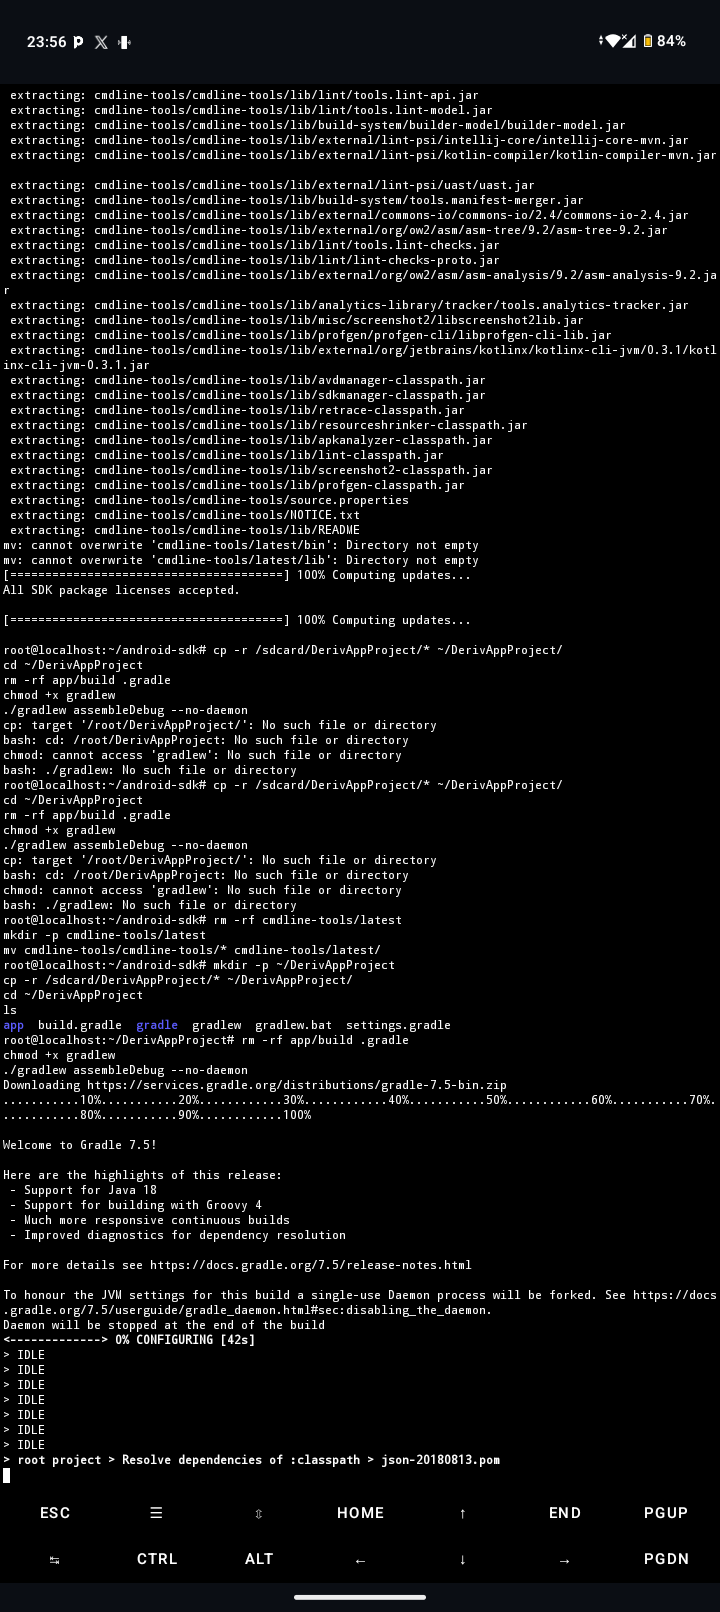 23:56 84%
extracting: cmdline-tools/cmdline-tools/lib/lint/tools.lint-api.jar
extracting: cmdline-tools/cmdline-tools/lib/lint/tools.lint-model.jar
extracting: cmdline-tools/cmdline-tools/lib/build-system/builder-model/builder-model.jar
extracting: cmdline-tools/cmdline-tools/lib/external/lint-psi/intellij-core/intellij-core-mvn.jar
extracting: cmdline-tools/cmdline-tools/lib/external/lint-psi/kotlin-compiler/kotlin-compiler-mvn.jar
extracting: cmdline-tools/cmdline-tools/lib/external/lint-psi/uast/uast.jar
extracting: cmdline-tools/cmdline-tools/lib/build-system/tools.manifest-merger.jar
extracting: cmdline-tools/cmdline-tools/lib/external/commons-io/commons-io/2.4/commons-io-2.4.jar
extracting: cmdline-tools/cmdline-tools/lib/external/org/ow2/asm/asm-tree/9.2/asm-tree-9.2.jar
extracting: cmdline-tools/cmdline-tools/lib/lint/tools.lint-checks.jar
extracting: cmdline-tools/cmdline-tools/lib/lint/lint-checks-proto.jar
extracting: cmdline-tools/cmdline-tools/lib/external/org/ow2/asm/asm-analysis/9.2/asm-analysis-9.2.ja
r
extracting: cmdline-tools/cmdline-tools/lib/analytics-library/tracker/tools.analytics-tracker.jar
extracting: cmdline-tools/cmdline-tools/lib/misc/screenshot2/libscreenshot2lib.jar
extracting: cmdline-tools/cmdline-tools/lib/profgen/profgen-cli/libprofgen-cli-lib.jar
extracting: cmdline-tools/cmdline-tools/lib/external/org/jetbrains/kotlinx/kotlinx-cli-jvm/0.3.1/kotl
inx-cli-jvm-0.3.1.jar
extracting: cmdline-tools/cmdline-tools/lib/avdmanager-classpath.jar
extracting: cmdline-tools/cmdline-tools/lib/sdkmanager-classpath.jar
extracting: cmdline-tools/cmdline-tools/lib/retrace-classpath.jar
extracting: cmdline-tools/cmdline-tools/lib/resourceshrinker-classpath.jar
extracting: cmdline-tools/cmdline-tools/lib/apkanalyzer-classpath.jar
extracting: cmdline-tools/cmdline-tools/lib/lint-classpath.jar
extracting: cmdline-tools/cmdline-tools/lib/screenshot2-classpath.jar
extracting: cmdline-tools/cmdline-tools/lib/profgen-classpath.jar
extracting: cmdline-tools/cmdline-tools/source.properties
extracting: cmdline-tools/cmdline-tools/NOTICE.txt
extracting: cmdline-tools/cmdline-tools/lib/README
mv: cannot overwrite 'cmdline-tools/latest/bin': Directory not empty
mv: cannot overwrite 'cmdline-tools/latest/lib': Directory not empty
[=======================================] 100% Computing updates...
All SDK package licenses accepted.
[=======================================] 100% Computing updates...
root@localhost:~/android-sdk# cp -r /sdcard/DerivAppProject/* ~/DerivAppProject/
cd ~/DerivAppProject
rm -rf app/build .gradle
chmod +x gradlew
./gradlew assembleDebug --no-daemon
cp: target '/root/DerivAppProject/': No such file or directory
bash: cd: /root/DerivAppProject: No such file or directory
chmod: cannot access 'gradlew': No such file or directory
bash: ./gradlew: No such file or directory
root@localhost:~/android-sdk# cp -r /sdcard/DerivAppProject/* ~/DerivAppProject/
cd ~/DerivAppProject
rm -rf app/build .gradle
chmod +x gradlew
./gradlew assembleDebug --no-daemon
cp: target '/root/DerivAppProject/': No such file or directory
bash: cd: /root/DerivAppProject: No such file or directory
chmod: cannot access 'gradlew': No such file or directory
bash: ./gradlew: No such file or directory
root@localhost:~/android-sdk# rm -rf cmdline-tools/latest
mkdir -p cmdline-tools/latest
mv cmdline-tools/cmdline-tools/* cmdline-tools/latest/
root@localhost:~/android-sdk# mkdir -p ~/DerivAppProject
cp -r /sdcard/DerivAppProject/* ~/DerivAppProject/
cd ~/DerivAppProject
ls
app  build.gradle  gradle  gradlew  gradlew.bat  settings.gradle
root@localhost:~/DerivAppProject# rm -rf app/build .gradle
chmod +x gradlew
./gradlew assembleDebug --no-daemon
Downloading https://services.gradle.org/distributions/gradle-7.5-bin.zip
...........10%...........20%............30%............40%...........50%............60%...........70%.
...........80%...........90%............100%
Welcome to Gradle 7.5!
Here are the highlights of this release:
- Support for Java 18
- Support for building with Groovy 4
- Much more responsive continuous builds
- Improved diagnostics for dependency resolution
For more details see https://docs.gradle.org/7.5/release-notes.html
To honour the JVM settings for this build a single-use Daemon process will be forked. See https://docs
.gradle.org/7.5/userguide/gradle_daemon.html#sec:disabling_the_daemon.
Daemon will be stopped at the end of the build
<-------------> 0% CONFIGURING [42s]
> IDLE
> IDLE
> IDLE
> IDLE
> IDLE
> IDLE
> IDLE
> root project > Resolve dependencies of :classpath > json-20180813.pom
ESC ☰ ⇳ HOME ↑ END PGUP
↹ CTRL ALT ← ↓ → PGDN